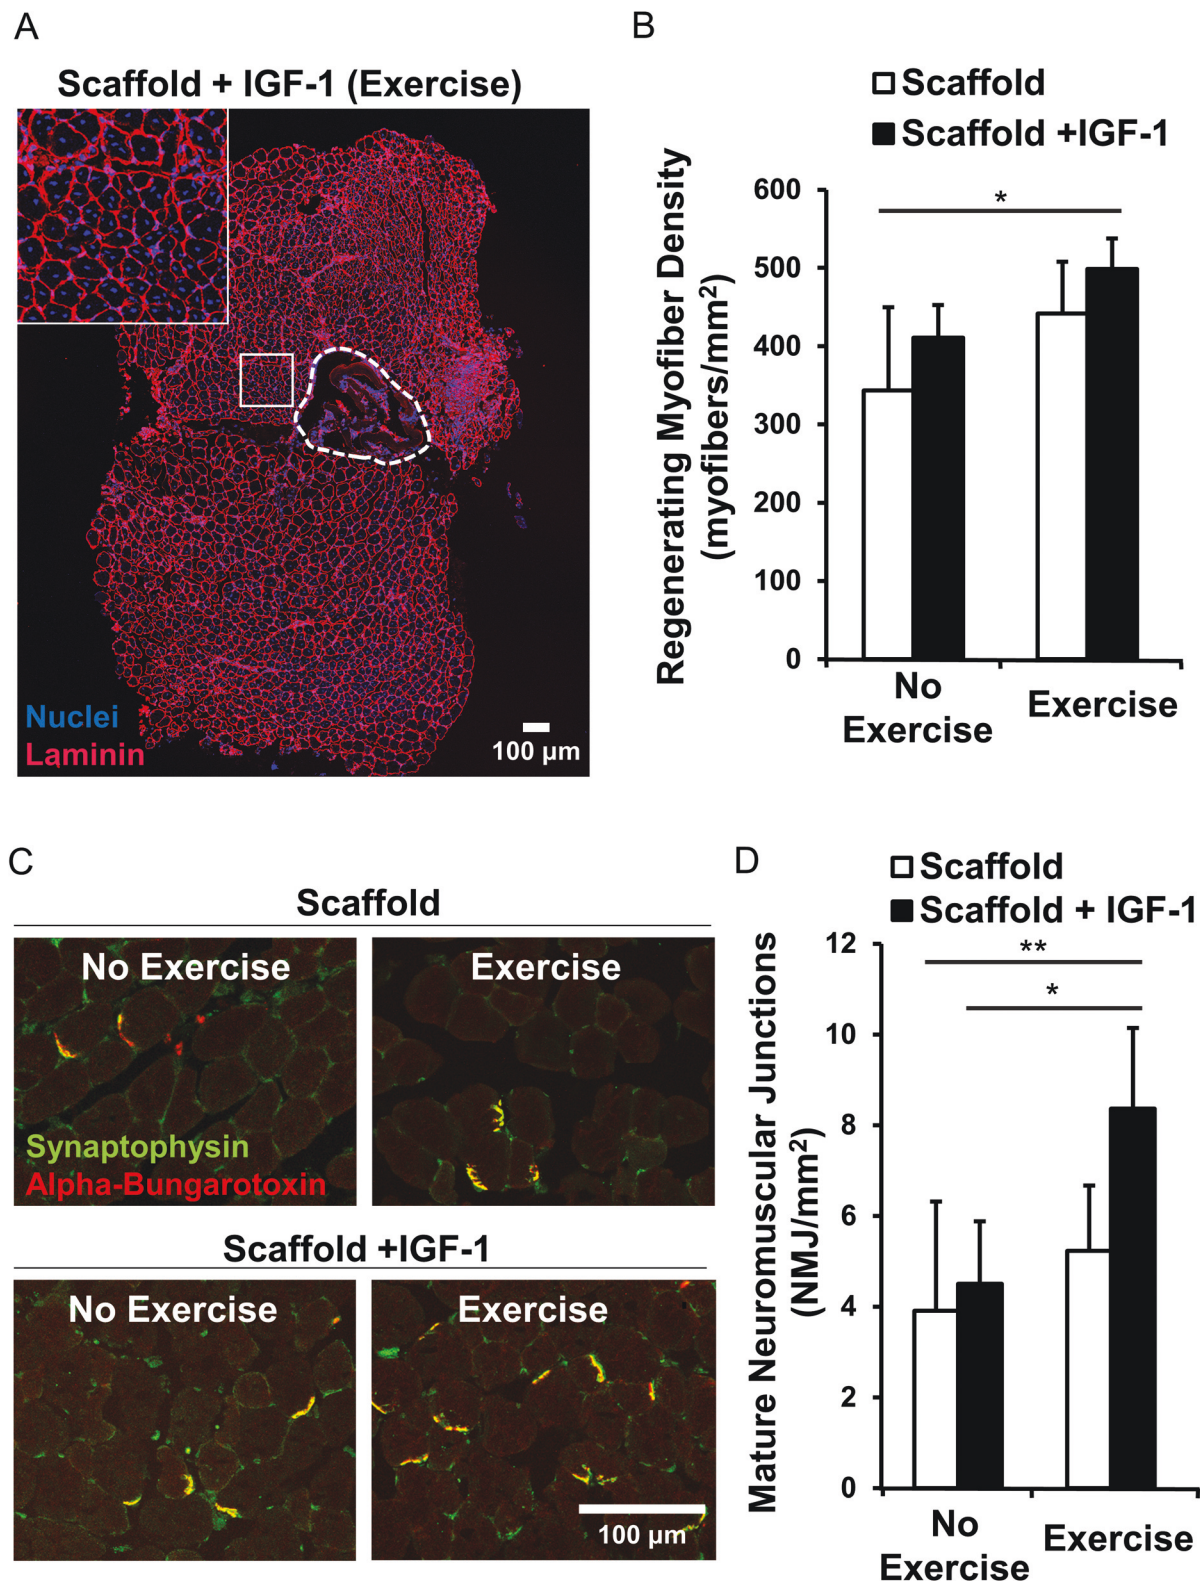 A
Scaffold + IGF-1 (Exercise)
Nuclei
Laminin
100 µm
B
Scaffold
Scaffold +IGF-1
Regenerating Myofiber Density
(myofibers/mm²)
600
500
400
300
200
100
0
*
No
Exercise
Exercise
C
Scaffold
No Exercise
Exercise
Synaptophysin
Alpha-Bungarotoxin
Scaffold +IGF-1
No Exercise
Exercise
100 µm
D
Scaffold
Scaffold + IGF-1
Mature Neuromuscular Junctions
(NMJ/mm²)
12
10
8
6
4
2
0
**
*
No
Exercise
Exercise